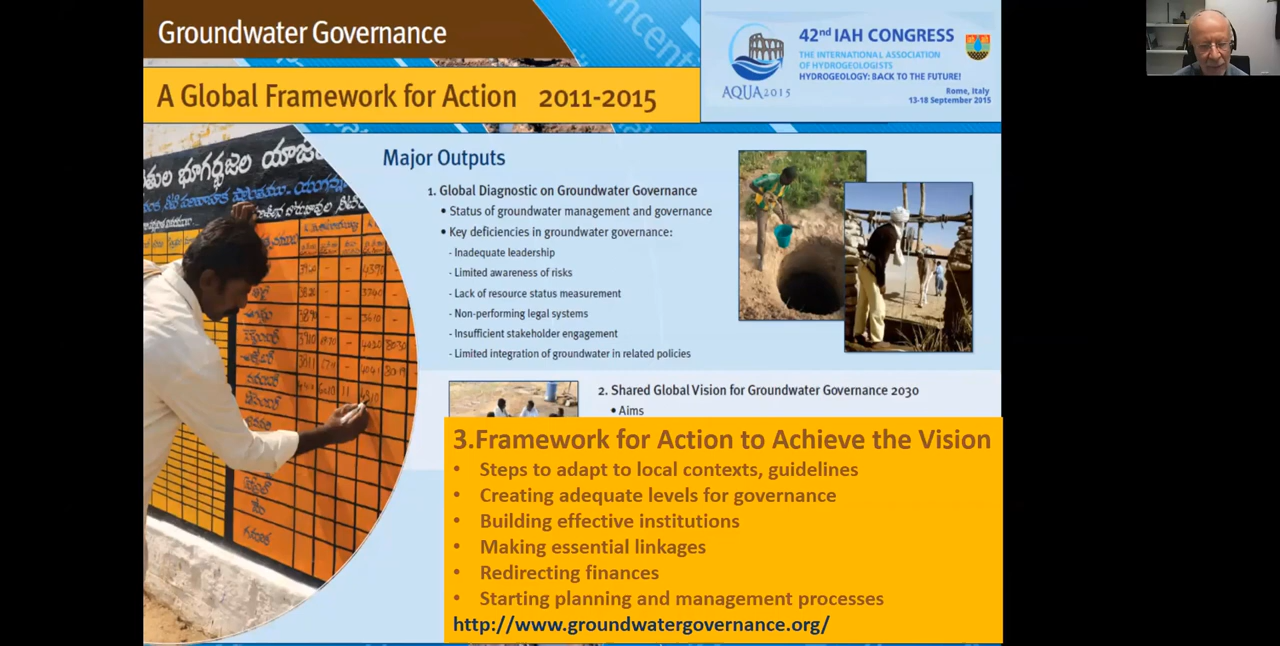 Groundwater Governance
A Global Framework for Action 2011-2015
42nd IAH CONGRESS
THE INTERNATIONAL ASSOCIATION
OF HYDROGEOLOGISTS
HYDROGEOLOGY: BACK TO THE FUTURE!
AQUA2015
Rome, Italy
13-18 September 2015
Major Outputs
1. Global Diagnostic on Groundwater Governance
• Status of groundwater management and governance
• Key deficiencies in groundwater governance:
- Inadequate leadership
- Limited awareness of risks
- Lack of resource status measurement
- Non-performing legal systems
- Insufficient stakeholder engagement
- Limited integration of groundwater in related policies
2. Shared Global Vision for Groundwater Governance 2030
• Aims
3.Framework for Action to Achieve the Vision
• Steps to adapt to local contexts, guidelines
• Creating adequate levels for governance
• Building effective institutions
• Making essential linkages
• Redirecting finances
• Starting planning and management processes
http://www.groundwatergovernance.org/
భూగర్భజల